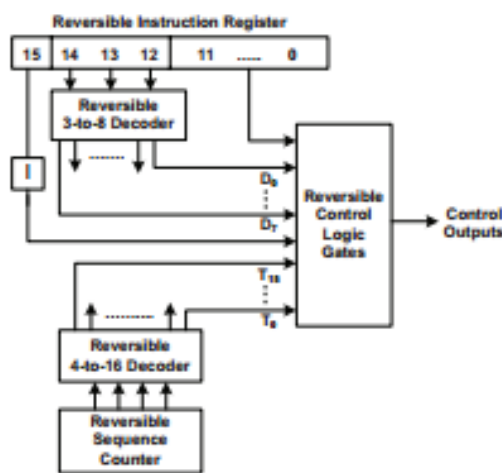 Reversible Instruction Register
15 14 13 12 11 ..... 0
Reversible
3-to-8 Decoder
I
D0
D7
Reversible
Control
Logic
Gates
Control
Outputs
T15
T0
Reversible
4-to-16 Decoder
Reversible
Sequence
Counter